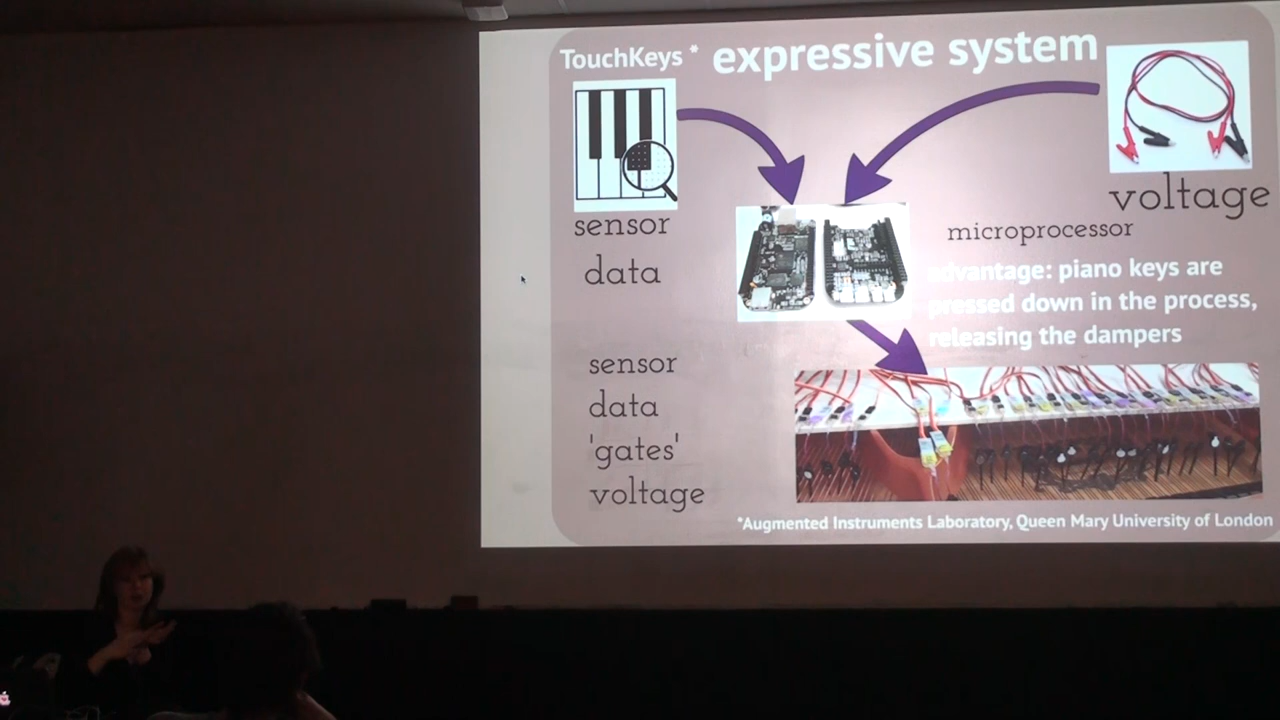 TouchKeys * expressive system
sensor
data
voltage
microprocessor
advantage: piano keys are
pressed down in the process,
releasing the dampers
sensor
data
'gates'
voltage
*Augmented Instruments Laboratory, Queen Mary University of London